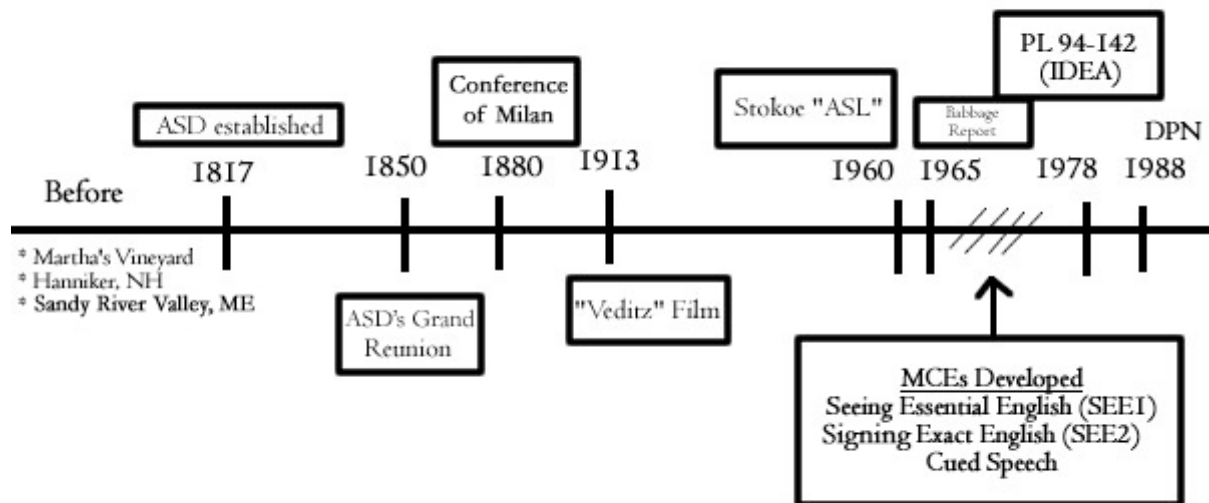 PL 94-142
(IDEA)
Conference
of Milan
Stokoe "ASL"
Babbage
Report
ASD established
DPN
Before
1817
1850
1880
1913
1960
1965
1978
1988
* Martha's Vineyard
* Hanniker, NH
* Sandy River Valley, ME
ASD's Grand
Reunion
"Veditz" Film
MCEs Developed
Seeing Essential English (SEE1)
Signing Exact English (SEE2)
Cued Speech